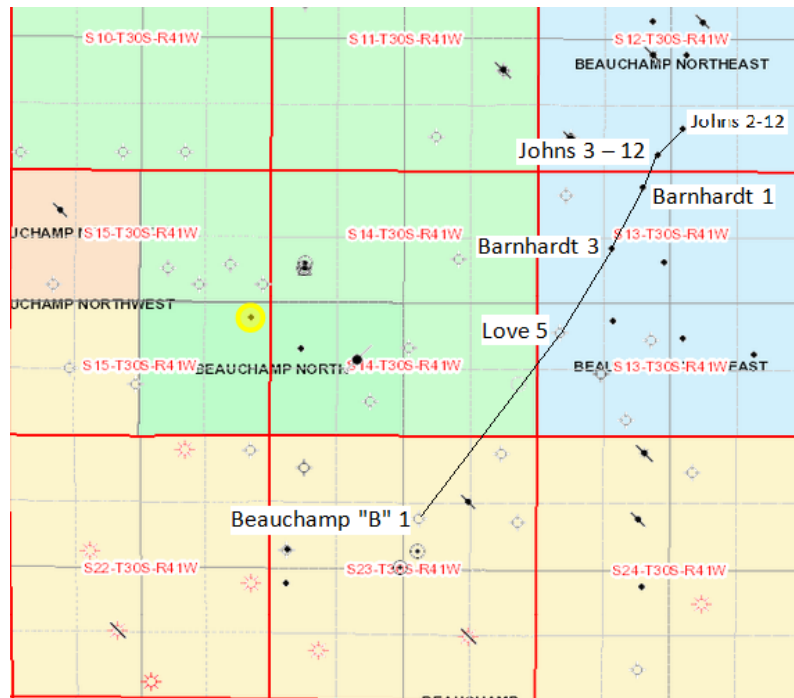 S10-T30S-R41W
S11-T30S-R41W
S12-T30S-R41W
BEAUCHAMP NORTHEAST
Johns 2-12
Johns 3 – 12
Barnhardt 1
S15-T30S-R41W
S14-T30S-R41W
S13-T30S-R41W
Barnhardt 3
UCHAMP NORTHWEST
Love 5
S15-T30S-R41W
BEAUCHAMP NORTH
S14-T30S-R41W
S13-T30S-R41W
EAST
Beauchamp "B" 1
S22-T30S-R41W
S23-T30S-R41W
S24-T30S-R41W
BEAUCHAMP